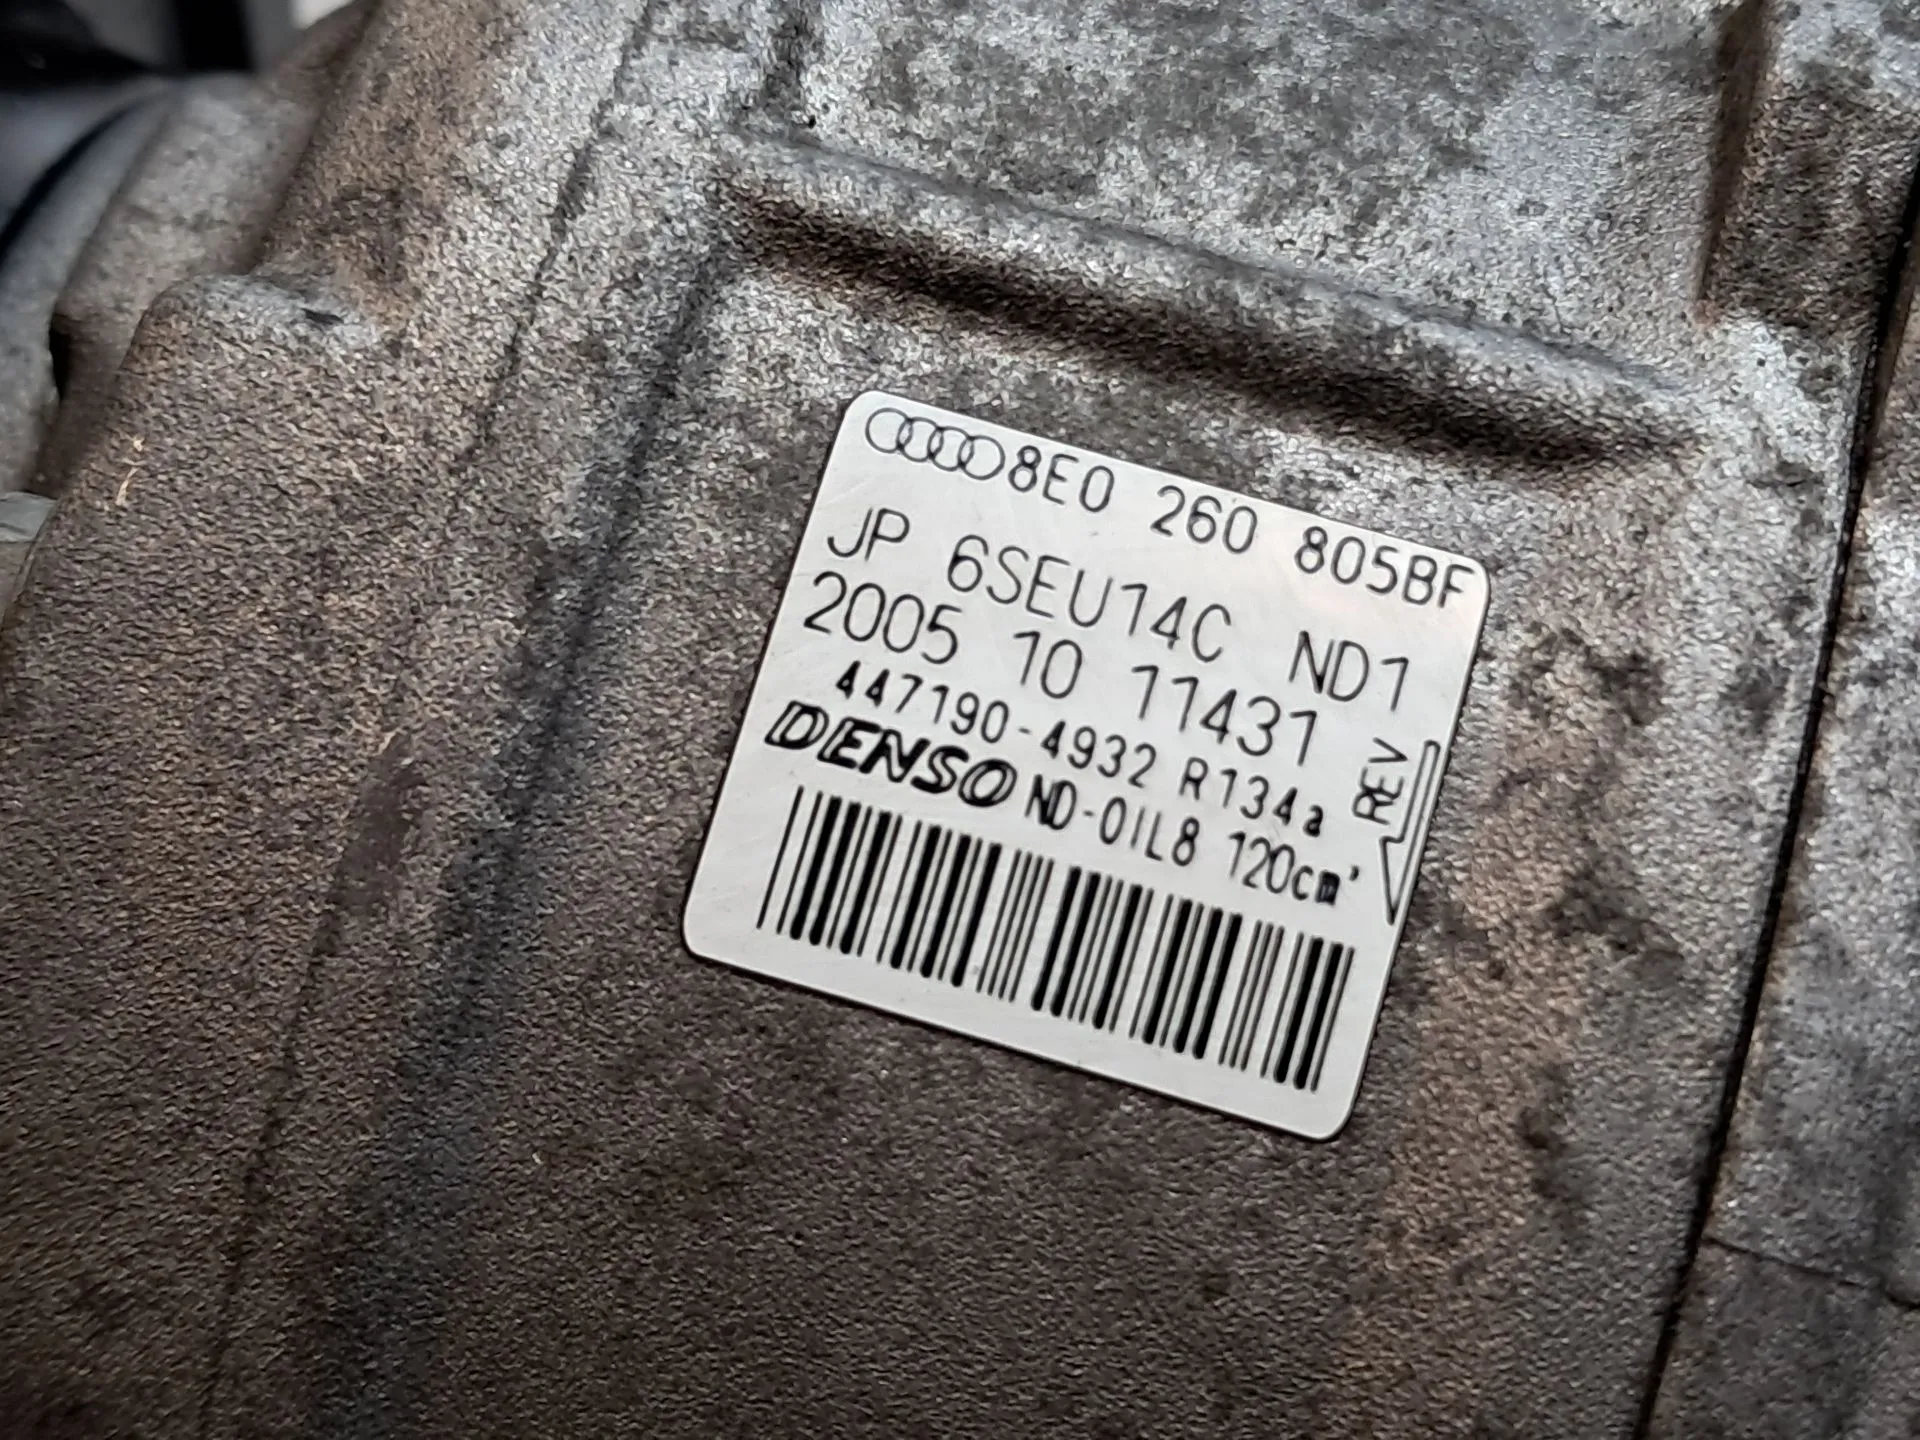 8E0 260 805BF
JP 6SEU14C ND1
2005 10 11431
447190-4932 R134a
DENSO ND-OIL8 120cm³
REV